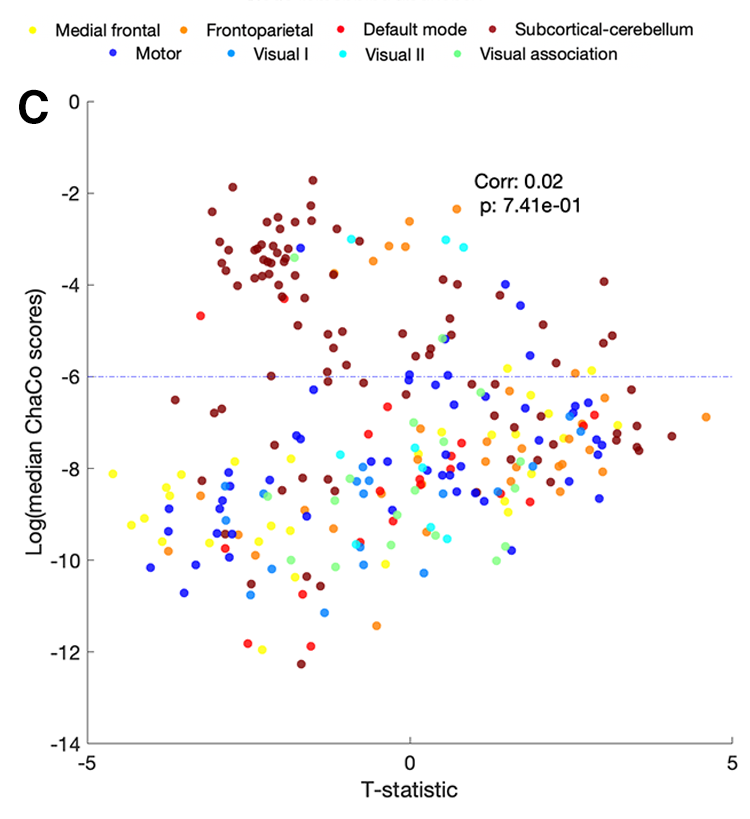 Medial frontal Frontoparietal Default mode Subcortical-cerebellum
Motor Visual I Visual II Visual association
C
0
-2
Corr: 0.02
p: 7.41e-01
-4
-6
-8
-10
-12
-14
Log(median ChaCo scores)
-5 0 5
T-statistic